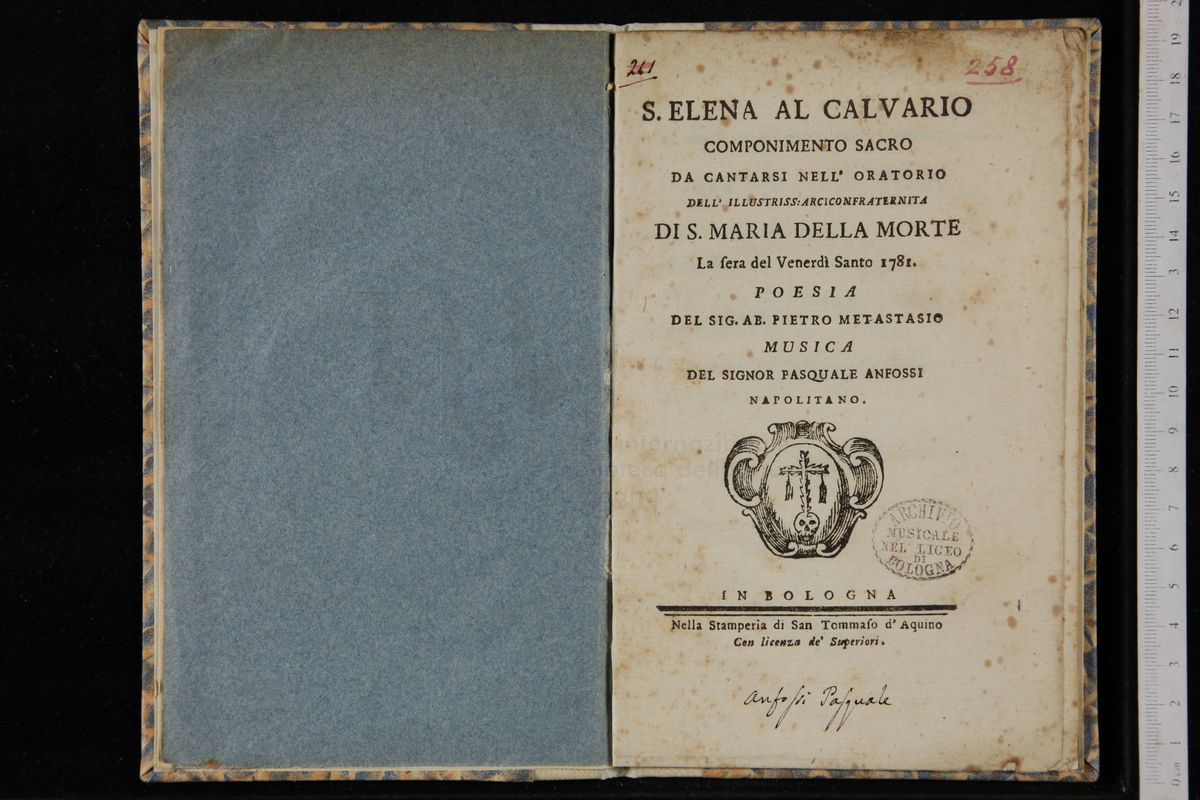 211
258
S. ELENA AL CALVARIO
COMPONIMENTO SACRO
DA CANTARSI NELL' ORATORIO
DELL' ILLUSTRISS: ARCICONFRATERNITA
DI S. MARIA DELLA MORTE
La ſera del Venerdì Santo 1781.
POESIA
DEL SIG. AB. PIETRO METASTASIO
MUSICA
DEL SIGNOR PASQUALE ANFOSSI
NAPOLITANO.
ARCHIVIO
MUSICALE
NEL LICEO
DI
BOLOGNA
IN BOLOGNA
Nella Stamperia di San Tommaſo d' Aquino
Con licenza de' Superiori.
Anfoſsi Paſquale